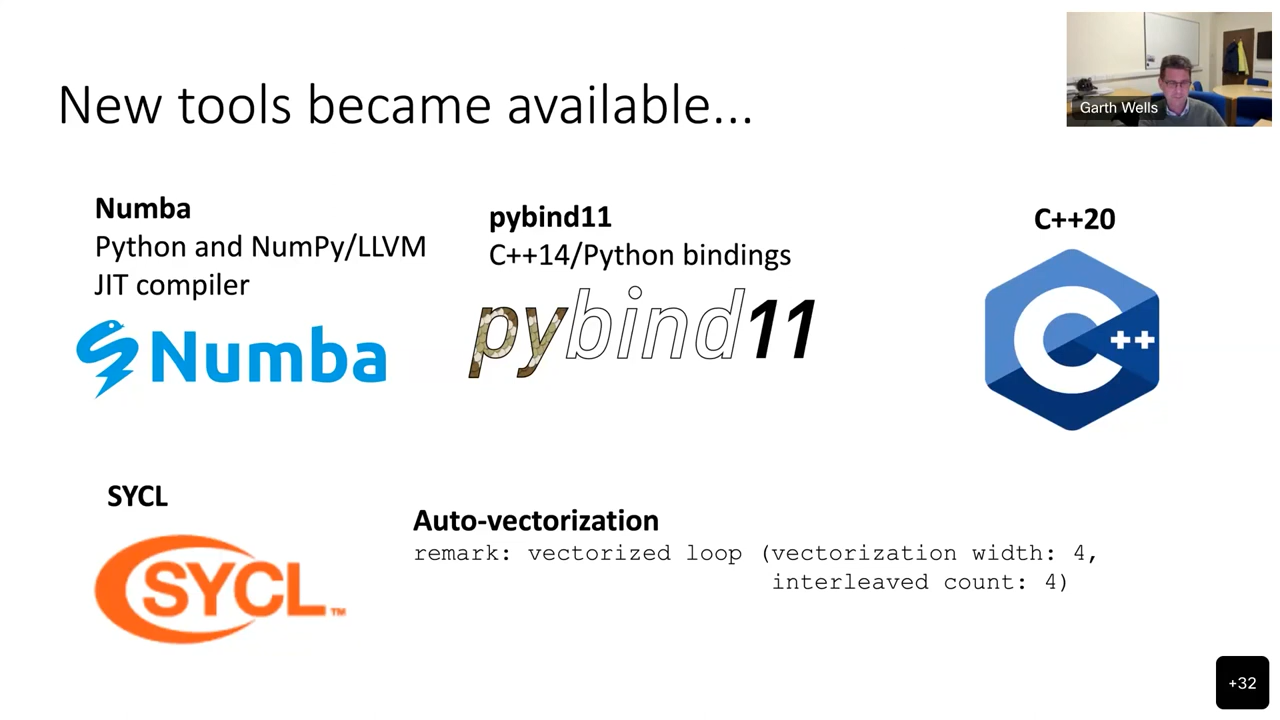 New tools became available...
Garth Wells
Numba
Python and NumPy/LLVM
JIT compiler
Numba
pybind11
C++14/Python bindings
pybind11
C++20
C++
SYCL
SYCL™
Auto-vectorization
remark: vectorized loop (vectorization width: 4,
interleaved count: 4)
+32